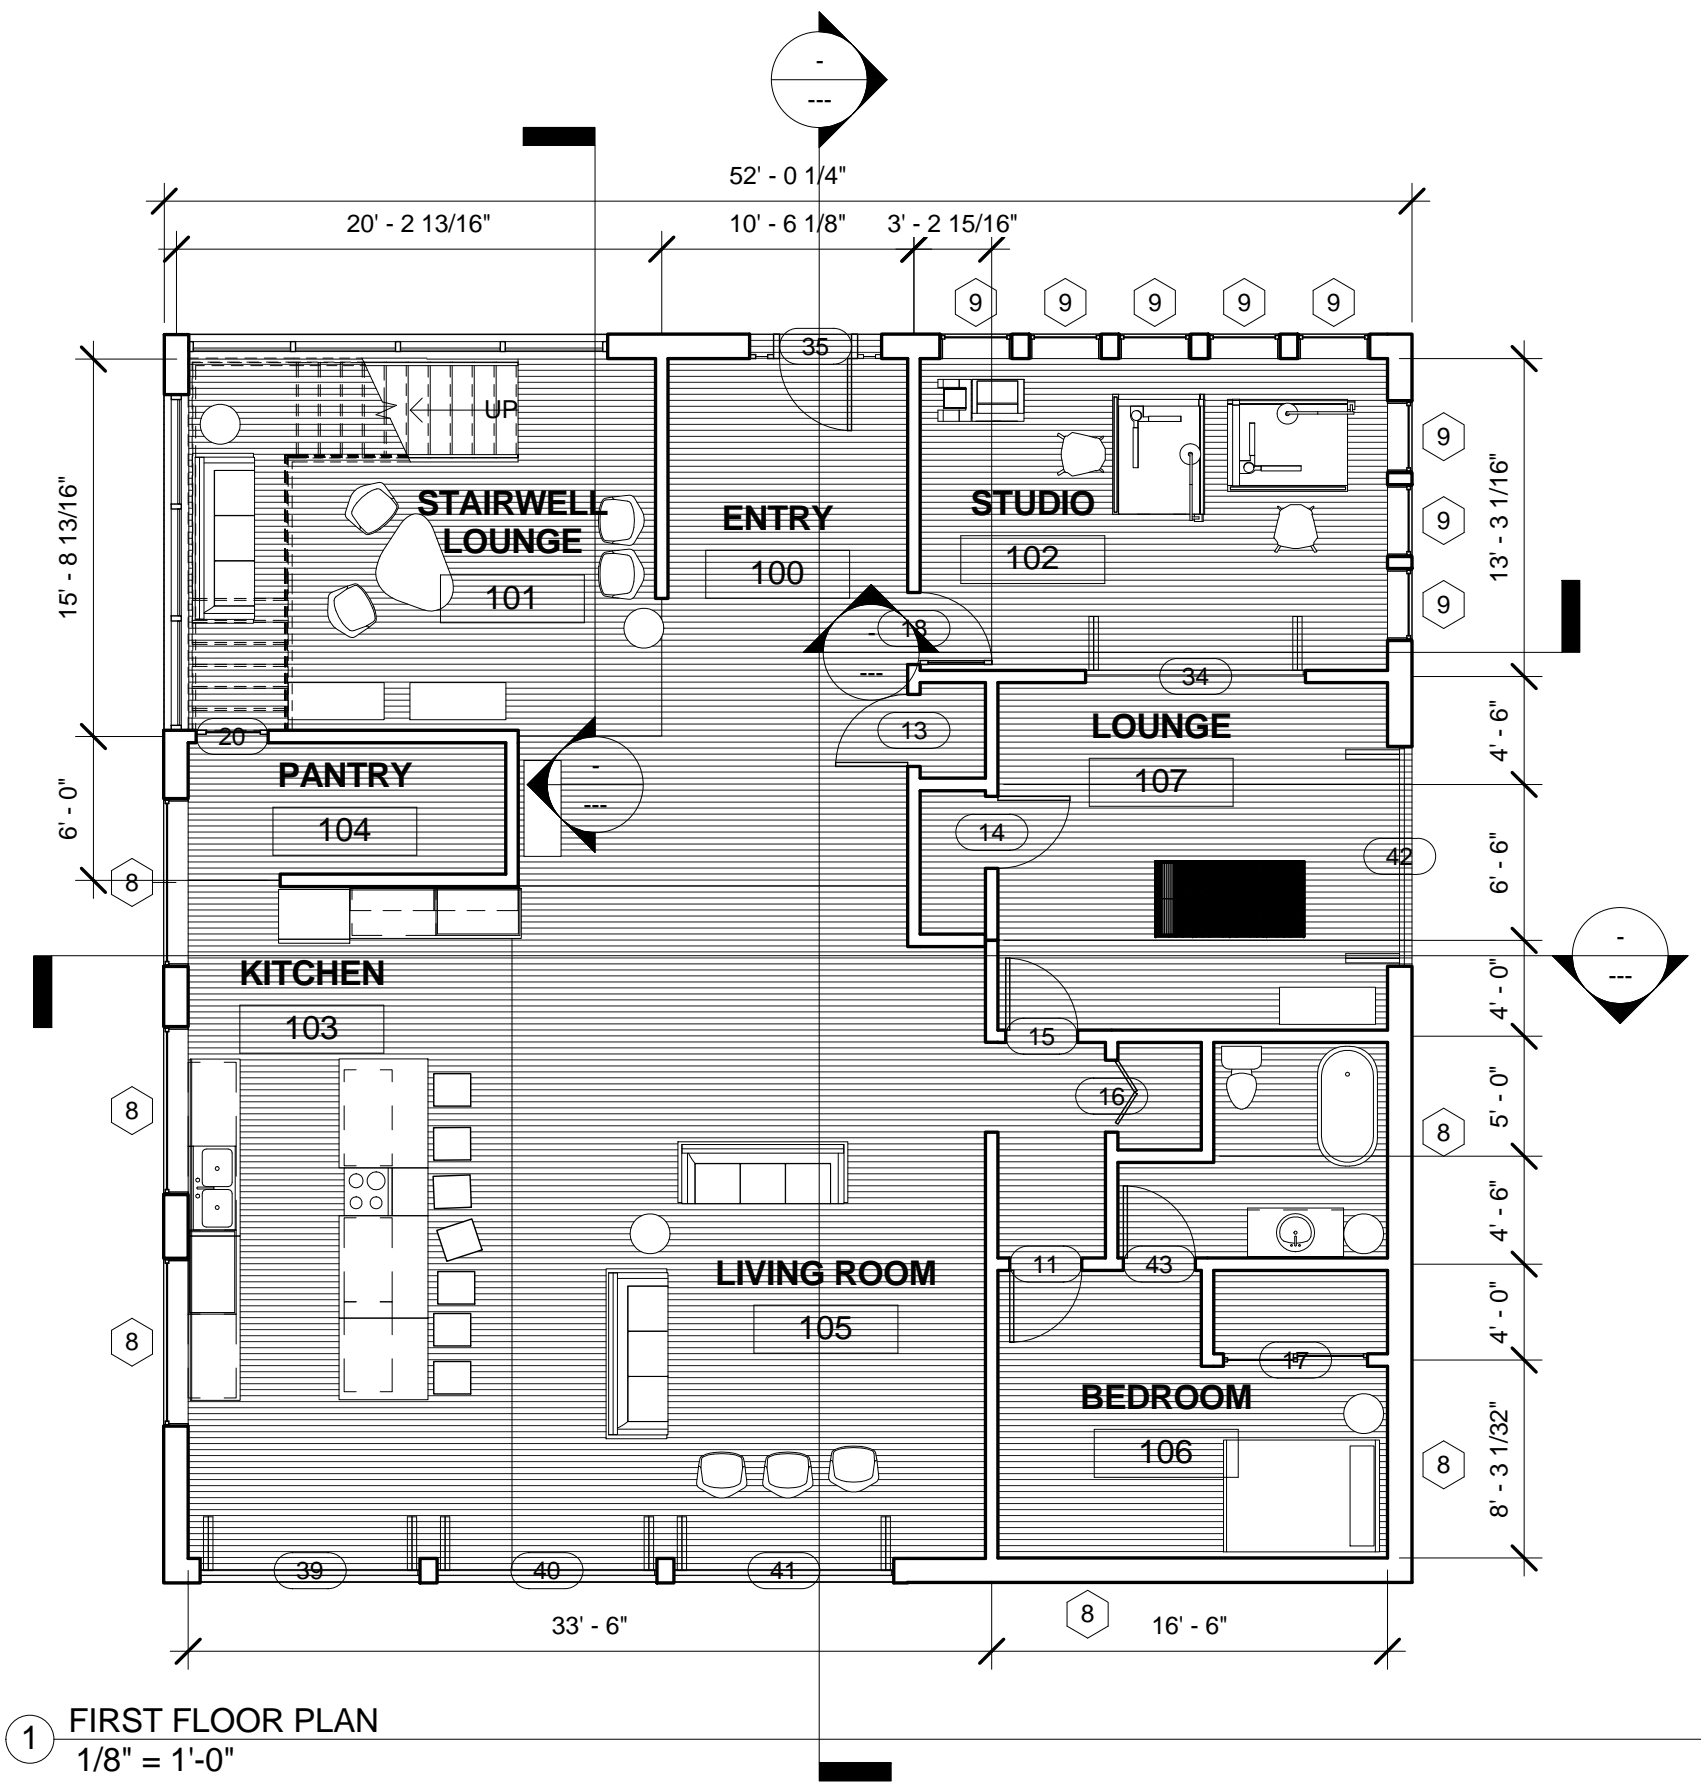 -
---
52' - 0 1/4"
20' - 2 13/16"
10' - 6 1/8"
3' - 2 15/16"
9
9
9
9
9
35
UP
9
15' - 8 13/16"
STAIRWELL
LOUNGE
101
ENTRY
100
STUDIO
102
9
13' - 3 1/16"
9
18
-
---
34
20
13
LOUNGE
107
4' - 6"
PANTRY
104
-
---
6' - 0"
14
42
6' - 6"
8
KITCHEN
103
-
---
4' - 0"
15
16
8
8
5' - 0"
4' - 6"
11
43
LIVING ROOM
105
8
17
4' - 0"
BEDROOM
106
8
8' - 3 1/32"
39
40
41
33' - 6"
8
16' - 6"
1
FIRST FLOOR PLAN
1/8" = 1'-0"